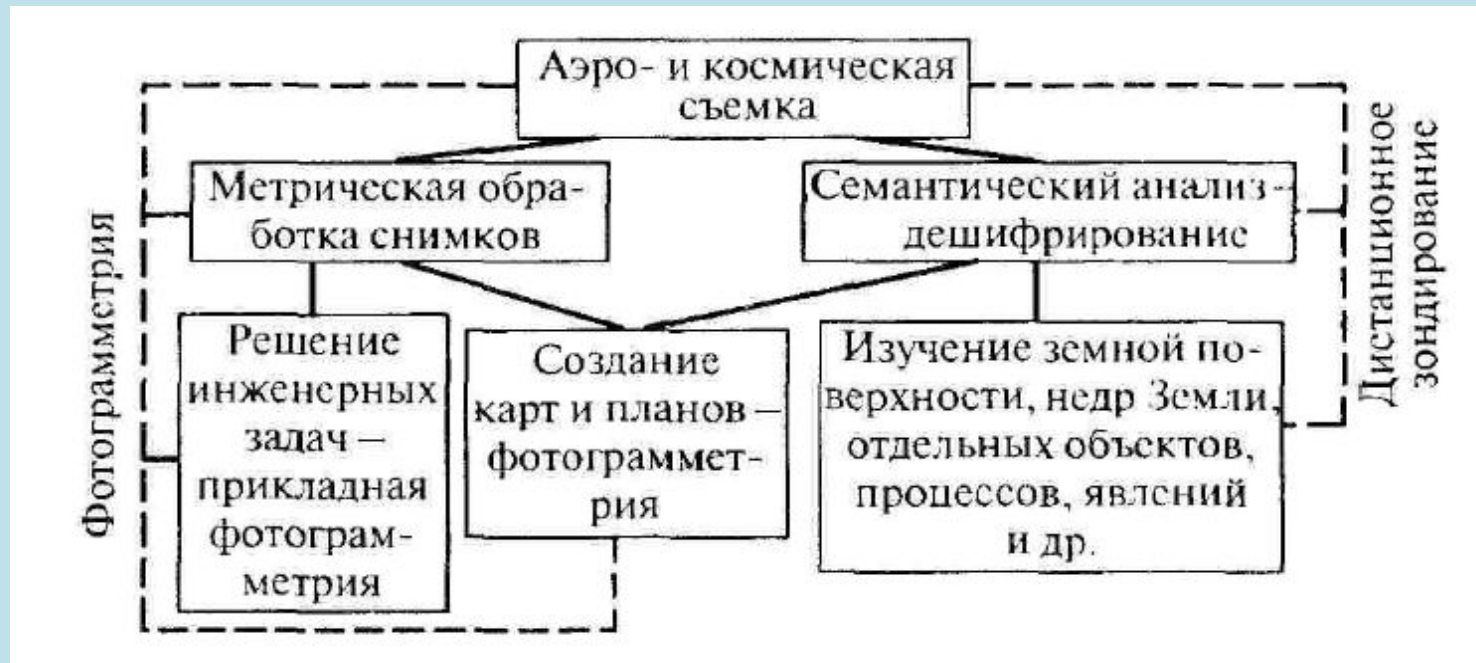 Аэро- и космическая
съемка
Метрическая обра-
ботка снимков
Семантический анализ –
дешифрирование
Решение
инженерных
задач –
прикладная
фотограм-
метрия
Создание
карт и планов –
фотограммет-
рия
Изучение земной по-
верхности, недр Земли,
отдельных объектов,
процессов, явлений
и др.
Фотограмметрия
Дистанционное
зондирование